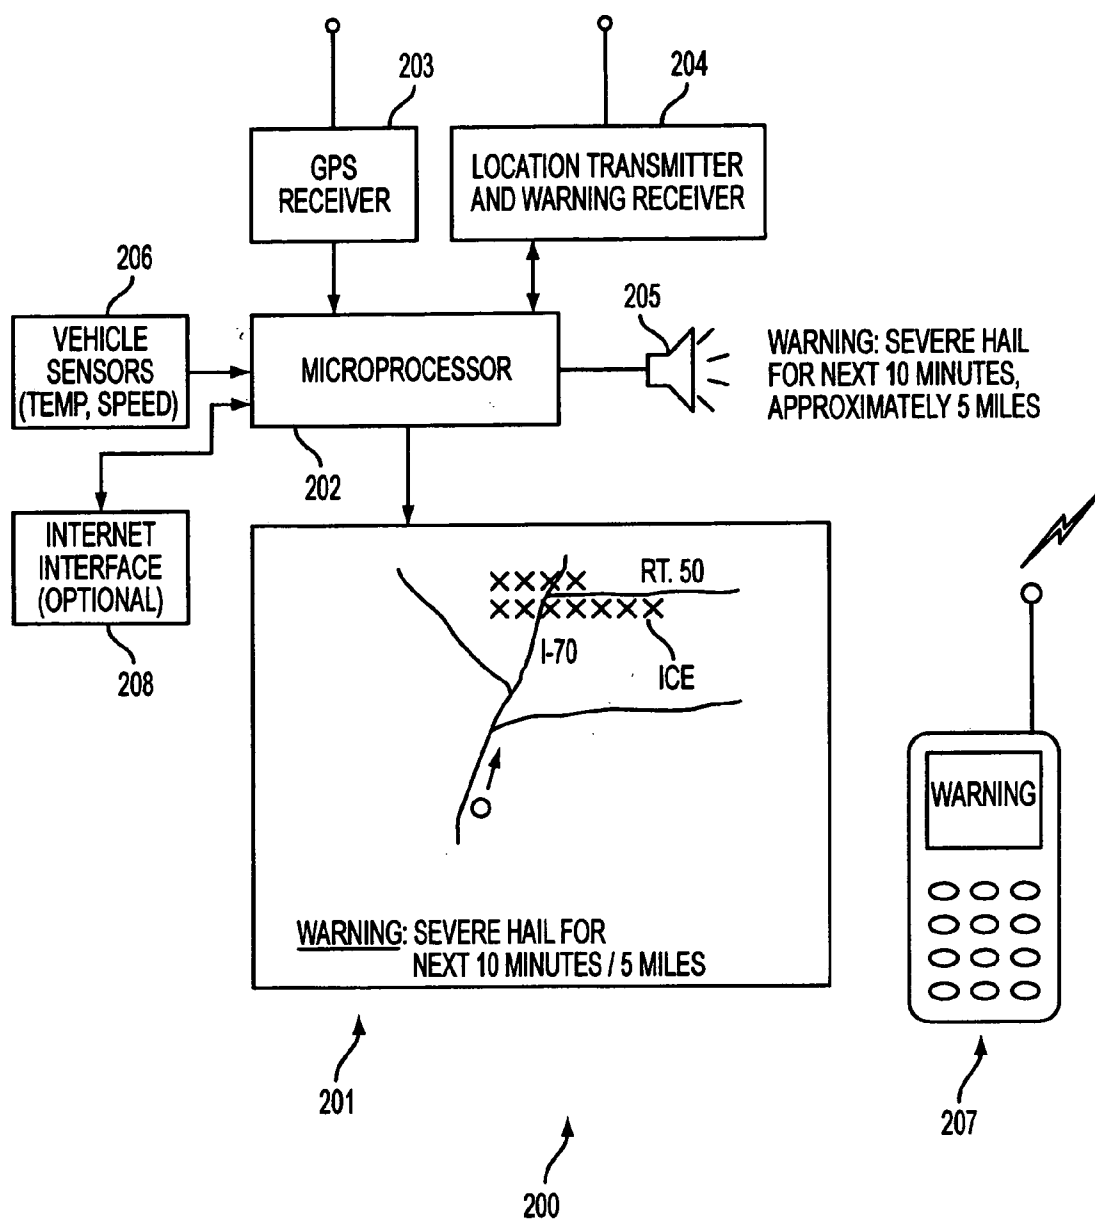 203
204
GPS
RECEIVER
LOCATION TRANSMITTER
AND WARNING RECEIVER
206
205
VEHICLE
SENSORS
(TEMP, SPEED)
MICROPROCESSOR
WARNING: SEVERE HAIL
FOR NEXT 10 MINUTES,
APPROXIMATELY 5 MILES
202
INTERNET
INTERFACE
(OPTIONAL)
208
RT. 50
I-70
ICE
WARNING: SEVERE HAIL FOR
NEXT 10 MINUTES / 5 MILES
WARNING
201
207
200